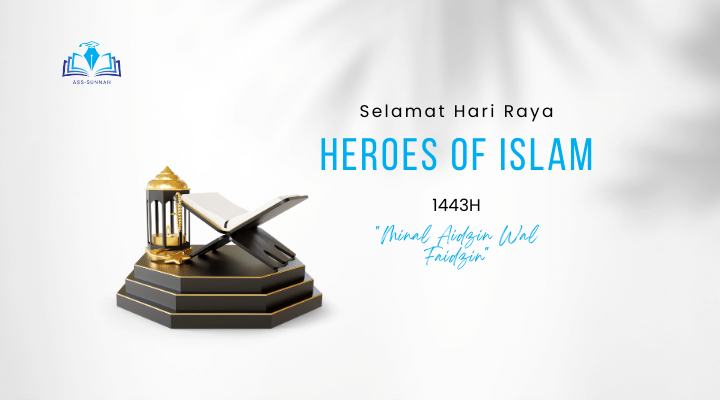 ASS-SUNNAH
Selamat Hari Raya
HEROES OF ISLAM
1443H
"Minal Aidzin Wal
Faidzin"